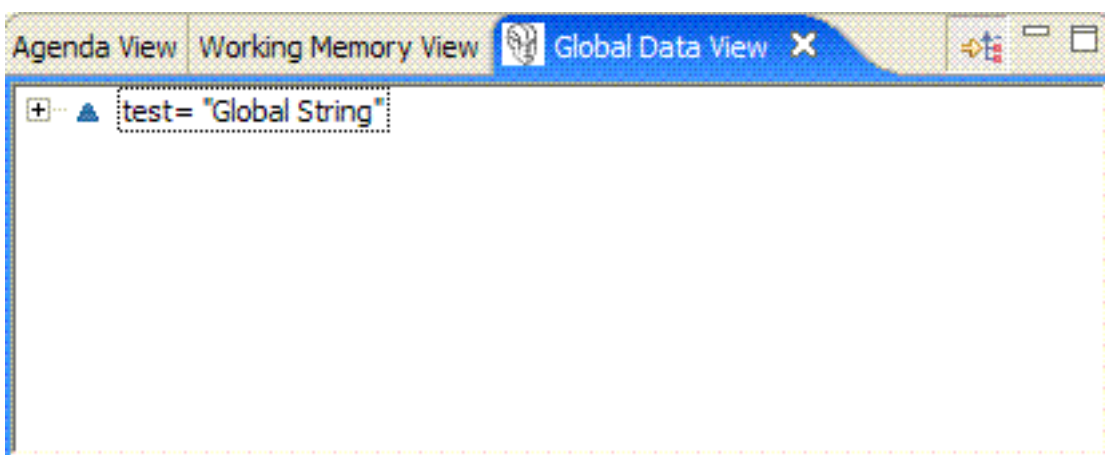 Agenda View Working Memory View Global Data View
test= "Global String"